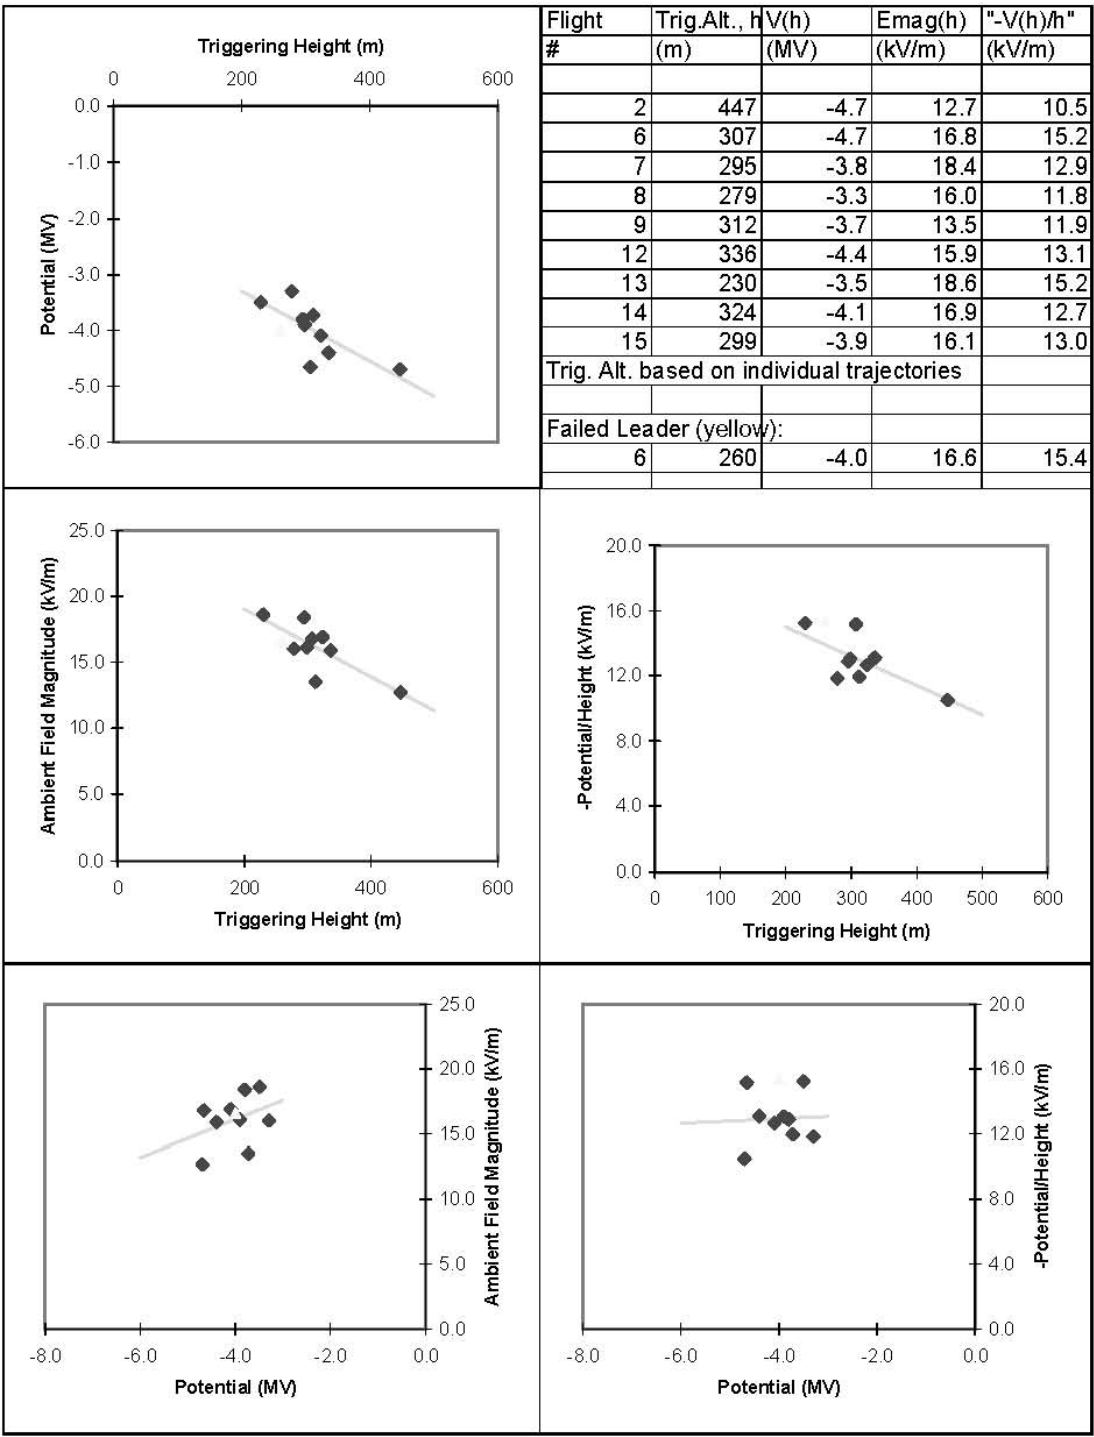 Triggering Height (m)
0 200 400 600
0.0
-1.0
-2.0
-3.0
-4.0
-5.0
-6.0
Potential (MV)
Flight Trig.Alt., h V(h) Emag(h) "-V(h)/h"
# (m) (MV) (kV/m) (kV/m)
2 447 -4.7 12.7 10.5
6 307 -4.7 16.8 15.2
7 295 -3.8 18.4 12.9
8 279 -3.3 16.0 11.8
9 312 -3.7 13.5 11.9
12 336 -4.4 15.9 13.1
13 230 -3.5 18.6 15.2
14 324 -4.1 16.9 12.7
15 299 -3.9 16.1 13.0
Trig. Alt. based on individual trajectories
Failed Leader (yellow):
6 260 -4.0 16.6 15.4
25.0
20.0
15.0
10.0
5.0
0.0
Ambient Field Magnitude (kV/m)
0 200 400 600
Triggering Height (m)
20.0
16.0
12.0
8.0
4.0
0.0
-Potential/Height (kV/m)
0 100 200 300 400 500 600
Triggering Height (m)
25.0
20.0
15.0
10.0
5.0
0.0
Ambient Field Magnitude (kV/m)
-8.0 -6.0 -4.0 -2.0 0.0
Potential (MV)
20.0
16.0
12.0
8.0
4.0
0.0
-Potential/Height (kV/m)
-8.0 -6.0 -4.0 -2.0 0.0
Potential (MV)